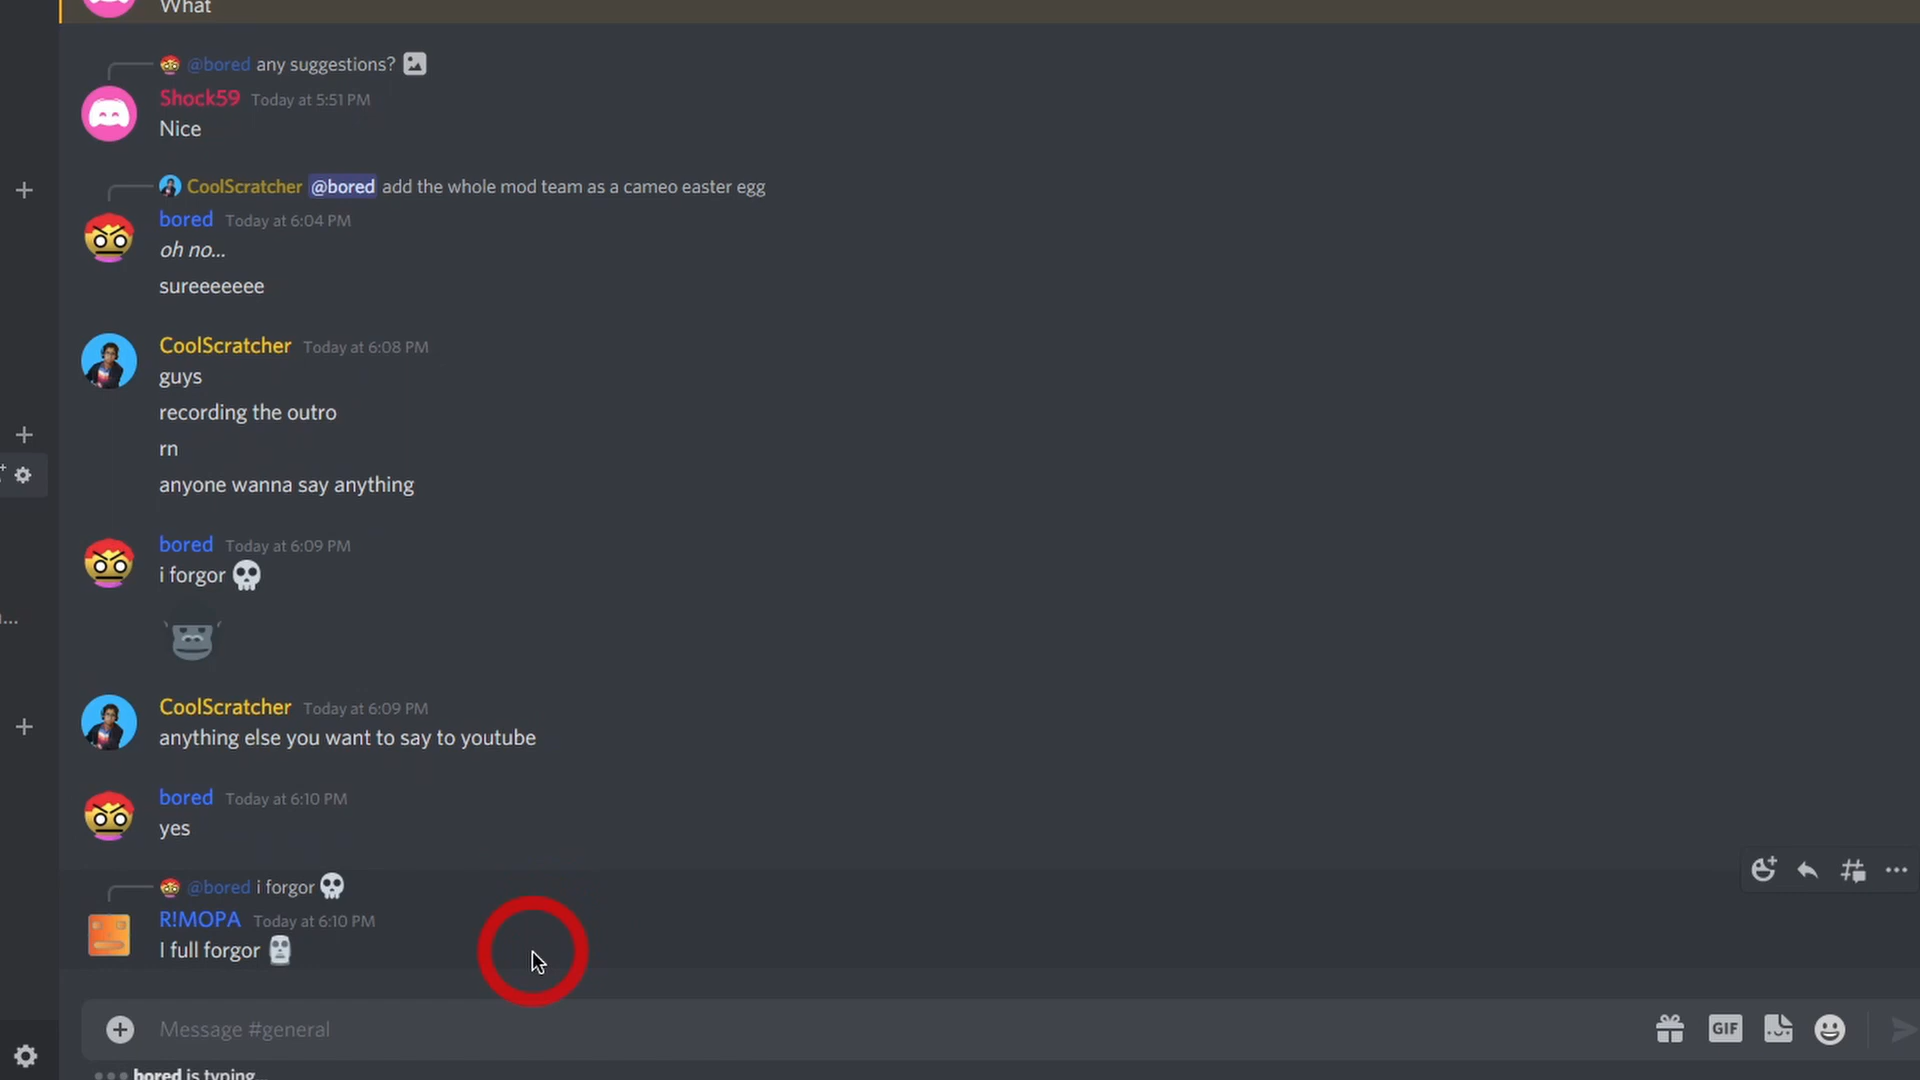 What
@bored any suggestions?
Shock59 Today at 5:51 PM
Nice
CoolScratcher @bored add the whole mod team as a cameo easter egg
bored Today at 6:04 PM
oh no...
sureeeeeee
CoolScratcher Today at 6:08 PM
guys
recording the outro
rn
anyone wanna say anything
bored Today at 6:09 PM
i forgor 💀
CoolScratcher Today at 6:09 PM
anything else you want to say to youtube
bored Today at 6:10 PM
yes
@bored i forgor 💀
R!MOPA Today at 6:10 PM
I full forgor 🗿
Message #general
GIF
bored is typing...